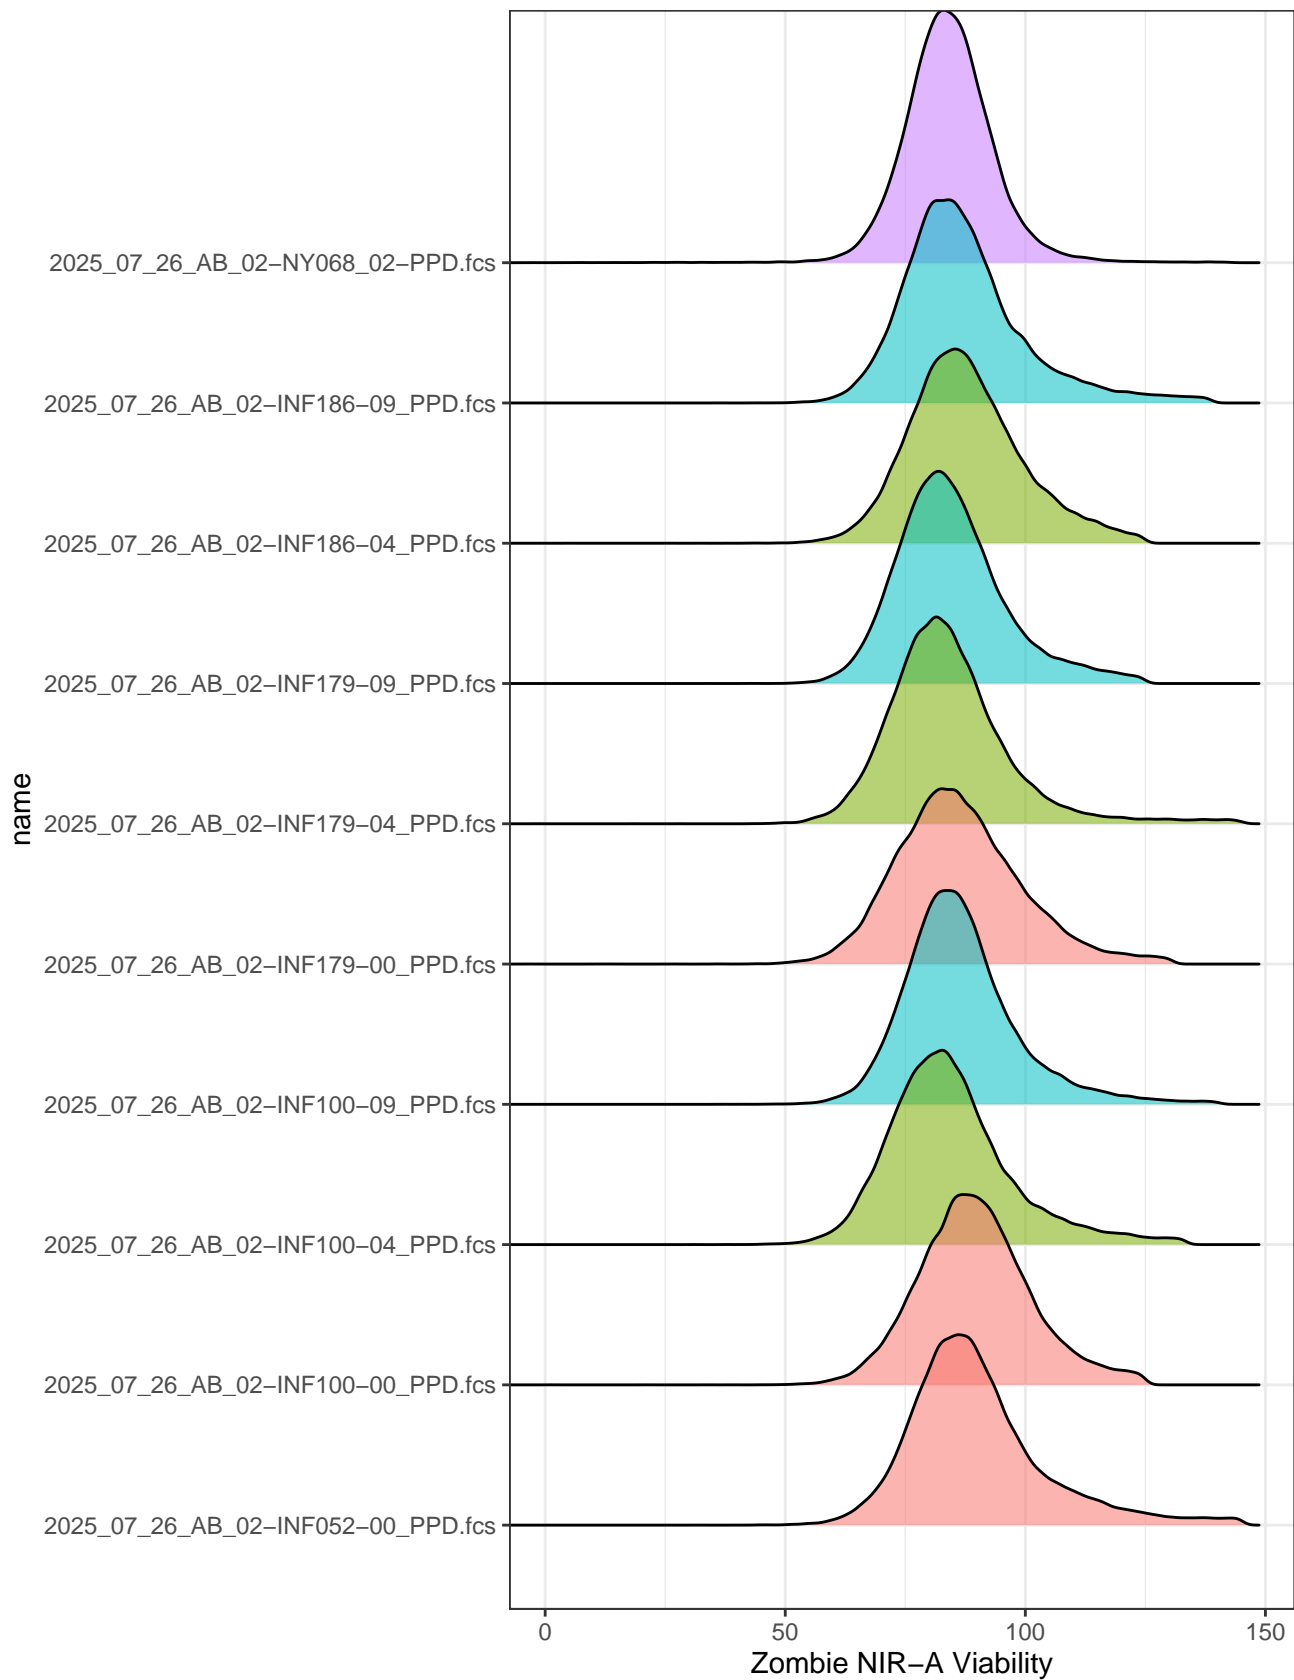 2025_07_26_AB_02−NY068_02−PPD.fcs
2025_07_26_AB_02−INF186−09_PPD.fcs
2025_07_26_AB_02−INF186−04_PPD.fcs
2025_07_26_AB_02−INF179−09_PPD.fcs
2025_07_26_AB_02−INF179−04_PPD.fcs
2025_07_26_AB_02−INF179−00_PPD.fcs
2025_07_26_AB_02−INF100−09_PPD.fcs
2025_07_26_AB_02−INF100−04_PPD.fcs
2025_07_26_AB_02−INF100−00_PPD.fcs
2025_07_26_AB_02−INF052−00_PPD.fcs
name
0 50 100 150
Zombie NIR−A Viability